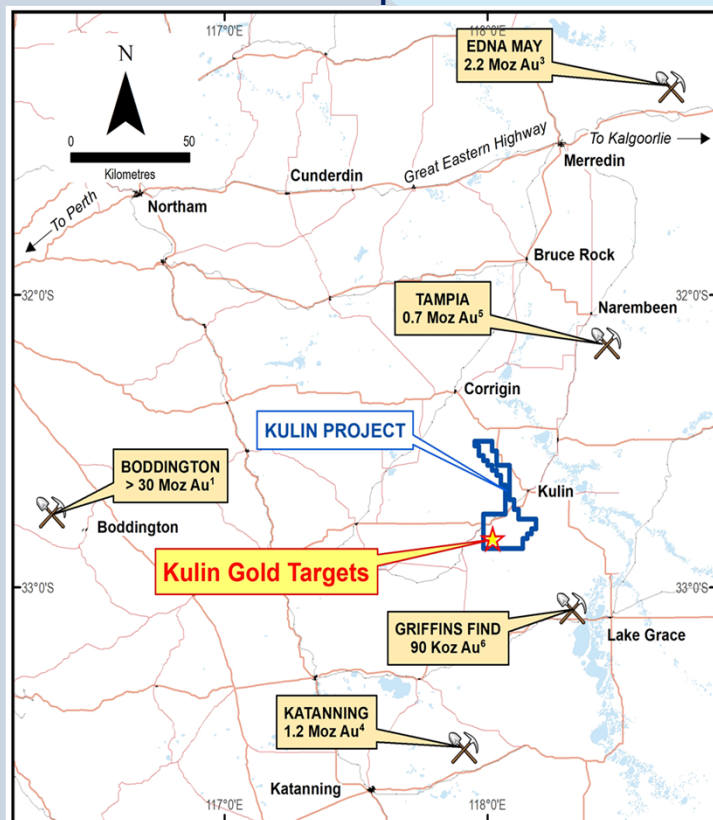 117°0'E
118°0'E
EDNA MAY
2.2 Moz Au³
N
0
50
Kilometres
Great Eastern Highway
To Kalgoorlie
Merredin
Cunderdin
Northam
To Perth
Bruce Rock
32°0'S
32°0'S
TAMPIA
0.7 Moz Au⁵
Narembeen
Corrigin
KULIN PROJECT
BODDINGTON
> 30 Moz Au¹
Boddington
Kulin
Kulin Gold Targets
33°0'S
33°0'S
GRIFFINS FIND
90 Koz Au⁶
Lake Grace
KATANNING
1.2 Moz Au⁴
Katanning
117°0'E
118°0'E